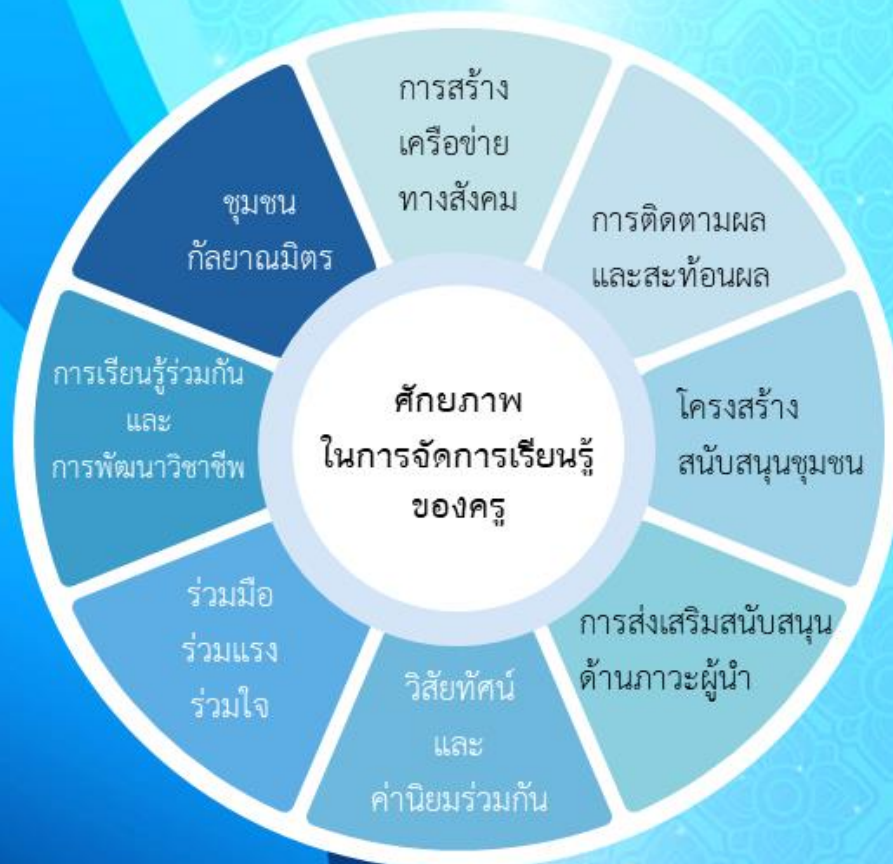 การสร้าง
เครือข่าย
ทางสังคม
การติดตามผล
และสะท้อนผล
โครงสร้าง
สนับสนุนชุมชน
การส่งเสริมสนับสนุน
ด้านภาวะผู้นำ
วิสัยทัศน์
และ
ค่านิยมร่วมกัน
ร่วมมือ
ร่วมแรง
ร่วมใจ
การเรียนรู้ร่วมกัน
และ
การพัฒนาวิชาชีพ
ชุมชน
กัลยาณมิตร
ศักยภาพ
ในการจัดการเรียนรู้
ของครู